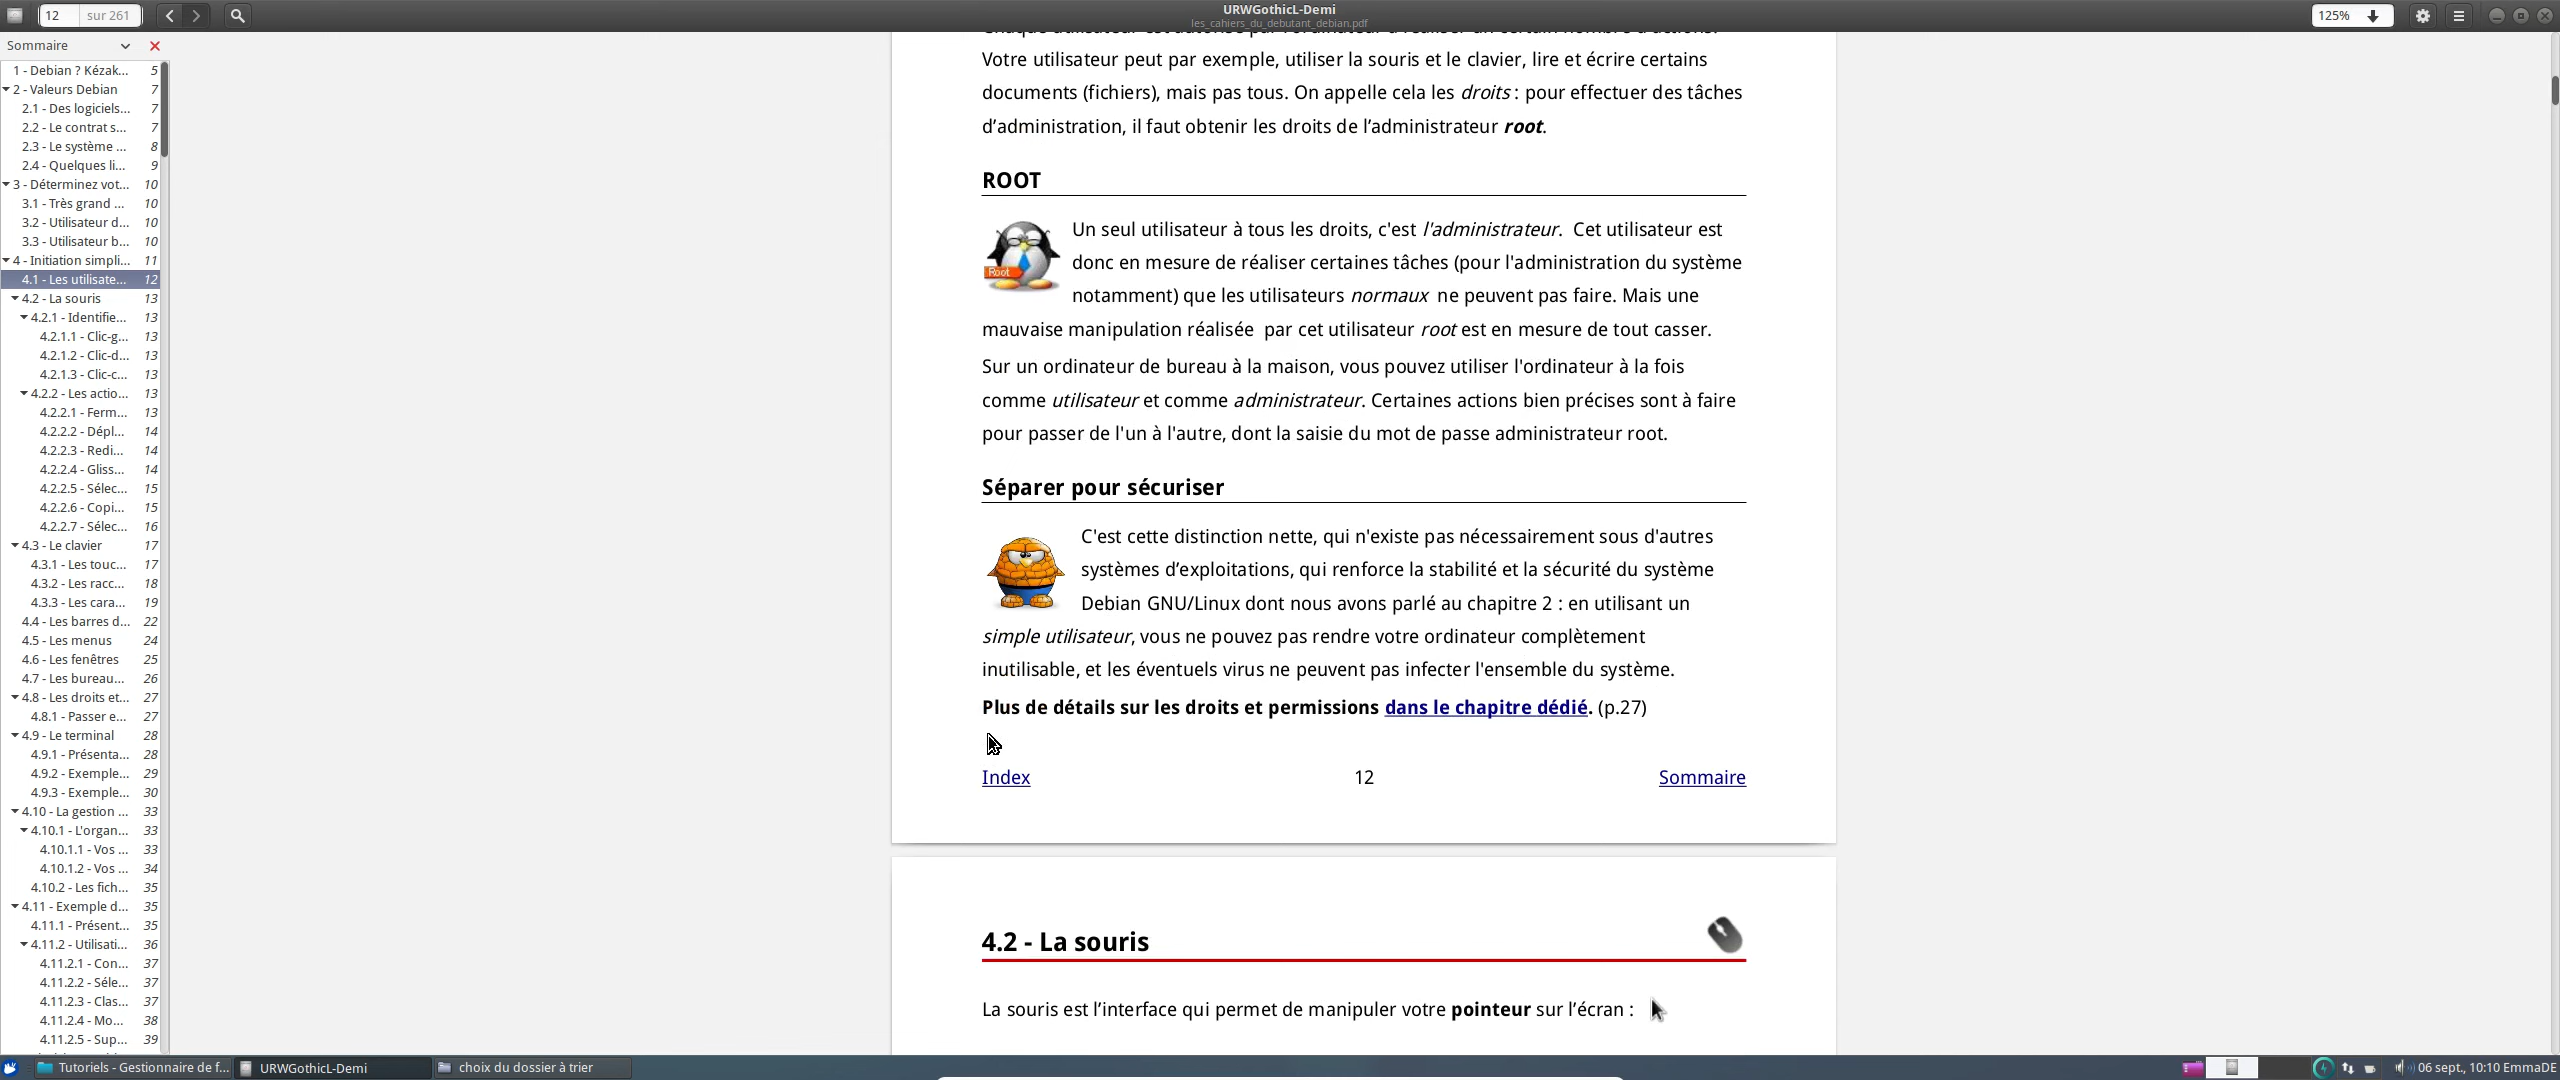 12 sur 261
URWGothicL-Demi
les_cahiers_du_debutant_debian.pdf
125%
Sommaire
1 - Debian ? Kézak... 5
2 - Valeurs Debian 7
2.1 - Des logiciels... 7
2.2 - Le contrat s... 7
2.3 - Le système ... 8
2.4 - Quelques li... 9
3 - Déterminez vot... 10
3.1 - Très grand ... 10
3.2 - Utilisateur d... 10
3.3 - Utilisateur b... 10
4 - Initiation simpli... 11
4.1 - Les utilisate... 12
4.2 - La souris 13
4.2.1 - Identifie... 13
4.2.1.1 - Clic-g... 13
4.2.1.2 - Clic-d... 13
4.2.1.3 - Clic-c... 13
4.2.2 - Les actio... 13
4.2.2.1 - Ferm... 13
4.2.2.2 - Dépl... 14
4.2.2.3 - Redi... 14
4.2.2.4 - Gliss... 14
4.2.2.5 - Sélec... 15
4.2.2.6 - Copi... 15
4.2.2.7 - Sélec... 16
4.3 - Le clavier 17
4.3.1 - Les touc... 17
4.3.2 - Les racc... 18
4.3.3 - Les cara... 19
4.4 - Les barres d... 22
4.5 - Les menus 24
4.6 - Les fenêtres 25
4.7 - Les bureau... 26
4.8 - Les droits et... 27
4.8.1 - Passer e... 27
4.9 - Le terminal 28
4.9.1 - Présenta... 28
4.9.2 - Exemple... 29
4.9.3 - Exemple... 30
4.10 - La gestion ... 33
4.10.1 - L'organ... 33
4.10.1.1 - Vos ... 33
4.10.1.2 - Vos ... 34
4.10.2 - Les fich... 35
4.11 - Exemple d... 35
4.11.1 - Présent... 35
4.11.2 - Utilisati... 36
4.11.2.1 - Con... 37
4.11.2.2 - Séle... 37
4.11.2.3 - Clas... 37
4.11.2.4 - Mo... 38
4.11.2.5 - Sup... 39
Votre utilisateur peut par exemple, utiliser la souris et le clavier, lire et écrire certains
documents (fichiers), mais pas tous. On appelle cela les droits : pour effectuer des tâches
d’administration, il faut obtenir les droits de l’administrateur root.
ROOT
Root
Un seul utilisateur à tous les droits, c'est l'administrateur. Cet utilisateur est
donc en mesure de réaliser certaines tâches (pour l'administration du système
notamment) que les utilisateurs normaux ne peuvent pas faire. Mais une
mauvaise manipulation réalisée par cet utilisateur root est en mesure de tout casser.
Sur un ordinateur de bureau à la maison, vous pouvez utiliser l'ordinateur à la fois
comme utilisateur et comme administrateur. Certaines actions bien précises sont à faire
pour passer de l'un à l'autre, dont la saisie du mot de passe administrateur root.
Séparer pour sécuriser
C'est cette distinction nette, qui n'existe pas nécessairement sous d'autres
systèmes d’exploitations, qui renforce la stabilité et la sécurité du système
Debian GNU/Linux dont nous avons parlé au chapitre 2 : en utilisant un
simple utilisateur, vous ne pouvez pas rendre votre ordinateur complètement
inutilisable, et les éventuels virus ne peuvent pas infecter l'ensemble du système.
Plus de détails sur les droits et permissions dans le chapitre dédié. (p.27)
Index 12 Sommaire
4.2 - La souris
La souris est l’interface qui permet de manipuler votre pointeur sur l’écran :
Tutoriels - Gestionnaire de f... URWGothicL-Demi choix du dossier à trier 06 sept., 10:10 EmmaDE